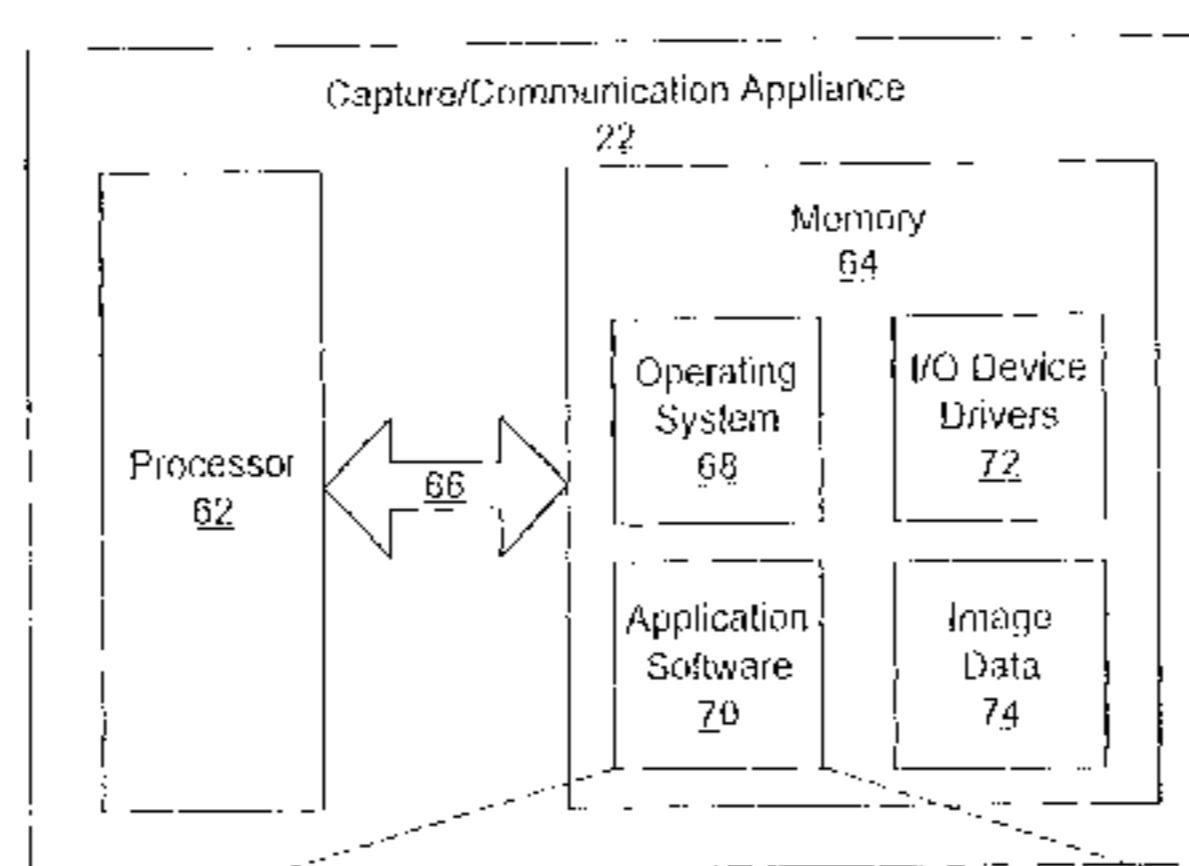 Capture/Communication Appliance
22
Memory
64
Operating
System
68
I/O Device
Drivers
72
Processor
62
66
Application
Software
70
Image
Data
74